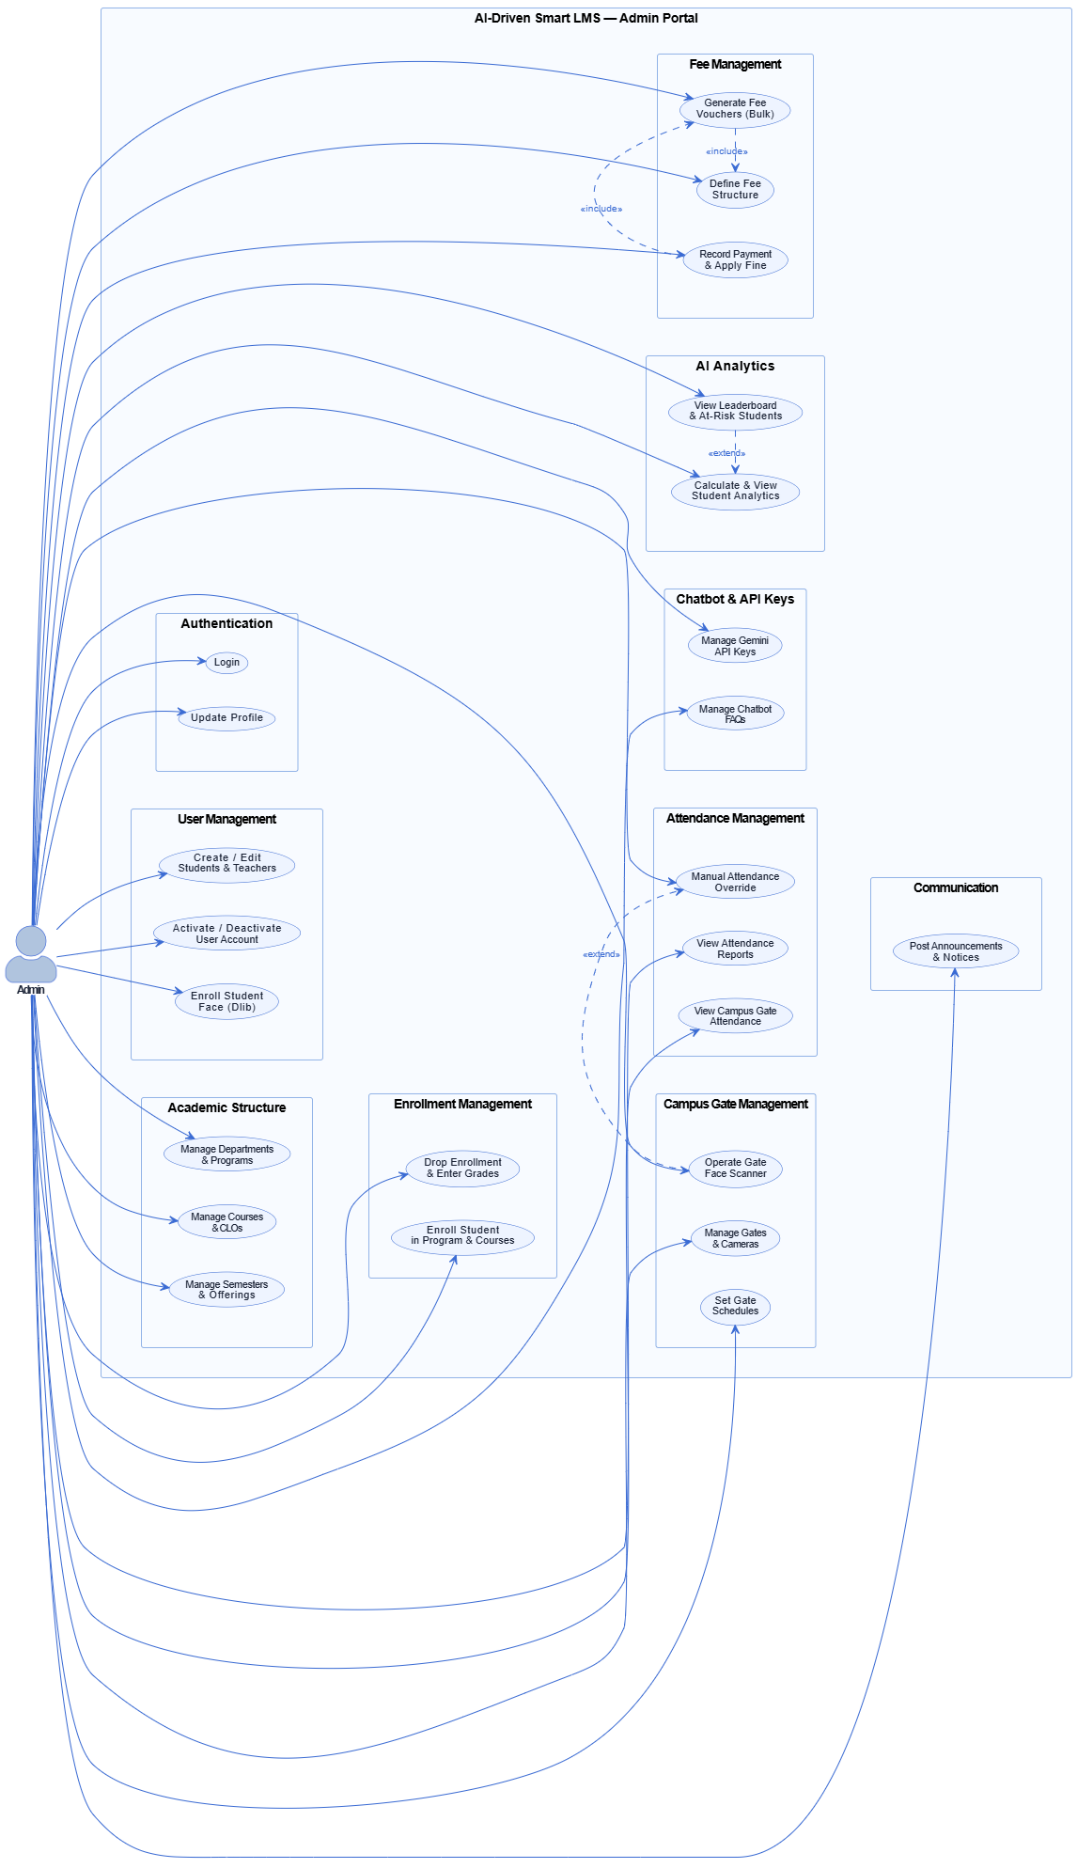 AI-Driven Smart LMS — Admin Portal
Fee Management
Generate Fee
Vouchers (Bulk)
«include»
Define Fee
Structure
«include»
Record Payment
& Apply Fine
AI Analytics
View Leaderboard
& At-Risk Students
«extend»
Calculate & View
Student Analytics
Chatbot & API Keys
Manage Gemini
API Keys
Manage Chatbot
FAQs
Authentication
Login
Update Profile
User Management
Create / Edit
Students & Teachers
Activate / Deactivate
User Account
Enroll Student
Face (Dlib)
Admin
Attendance Management
Manual Attendance
Override
«extend»
View Attendance
Reports
View Campus Gate
Attendance
Communication
Post Announcements
& Notices
Academic Structure
Manage Departments
& Programs
Manage Courses
& CLOs
Manage Semesters
& Offerings
Enrollment Management
Drop Enrollment
& Enter Grades
Enroll Student
in Program & Courses
Campus Gate Management
Operate Gate
Face Scanner
Manage Gates
& Cameras
Set Gate
Schedules